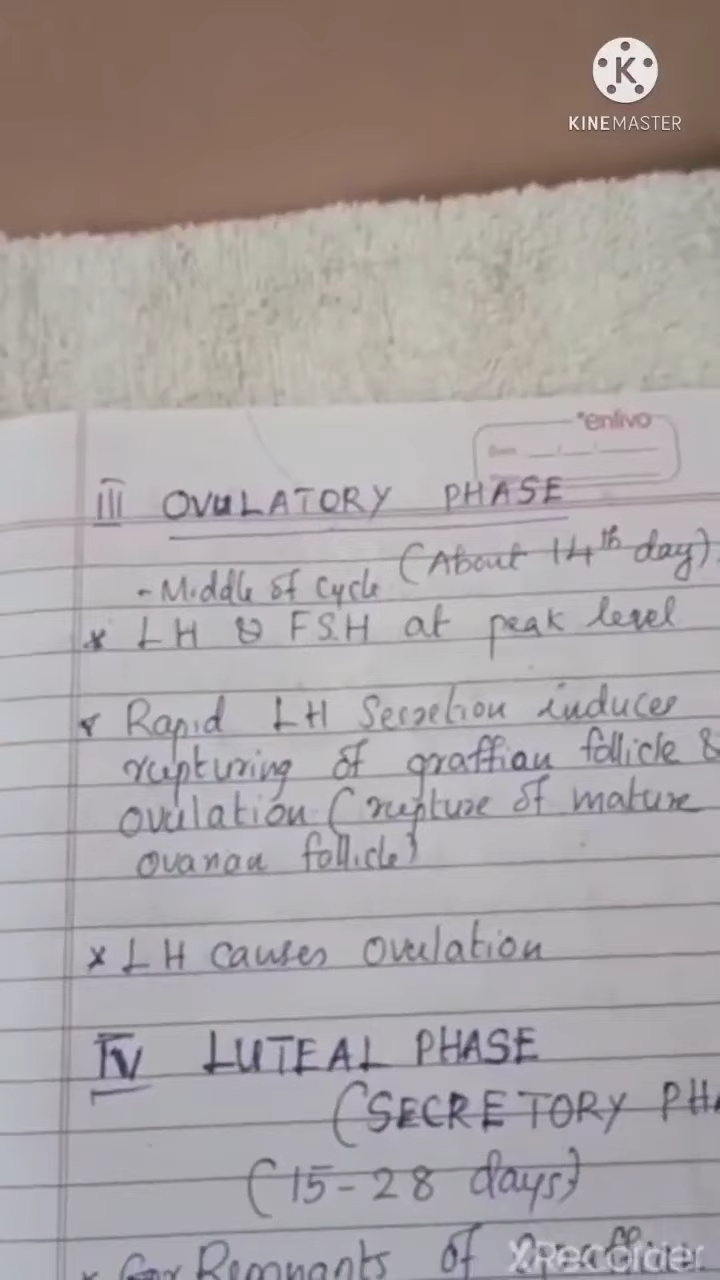 KINEMASTER
enlivo
III OVULATORY PHASE
- Middle of Cycle (About 14th day)
* LH & FSH at peak level
* Rapid LH Secretion induces
rupturing of graffian follicle &
ovulation (rupture of mature
ovarian follicle)
* LH causes Ovulation
IV LUTEAL PHASE
(SECRETORY PHA
(15-28 days)
* Remnants of Graffian
XRecorder